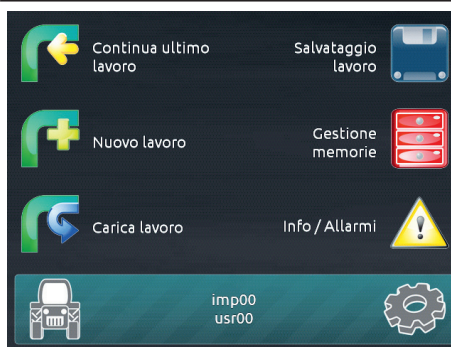 Continua ultimo
lavoro
Salvataggio
lavoro
Nuovo lavoro
Gestione
memorie
Carica lavoro
Info / Allarmi
imp00
usr00